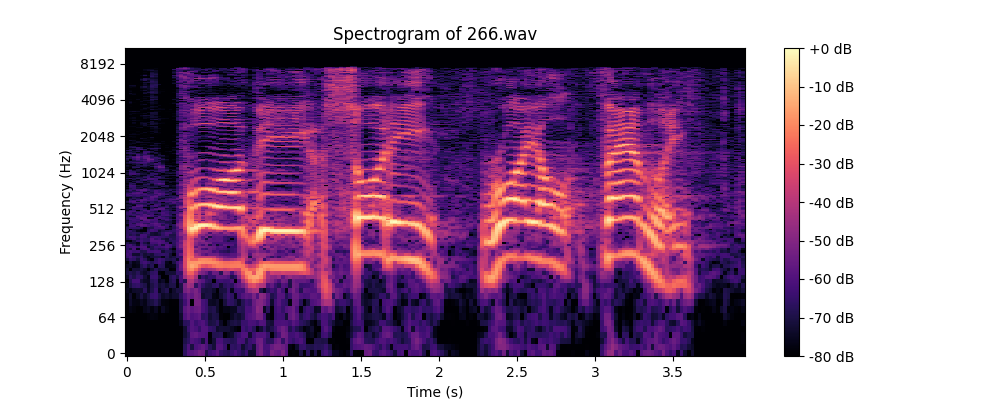 Spectrogram of 266.wav
Frequency (Hz)
8192
4096
2048
1024
512
256
128
64
0
0
0.5
1
1.5
2
2.5
3
3.5
Time (s)
+0 dB
-10 dB
-20 dB
-30 dB
-40 dB
-50 dB
-60 dB
-70 dB
-80 dB